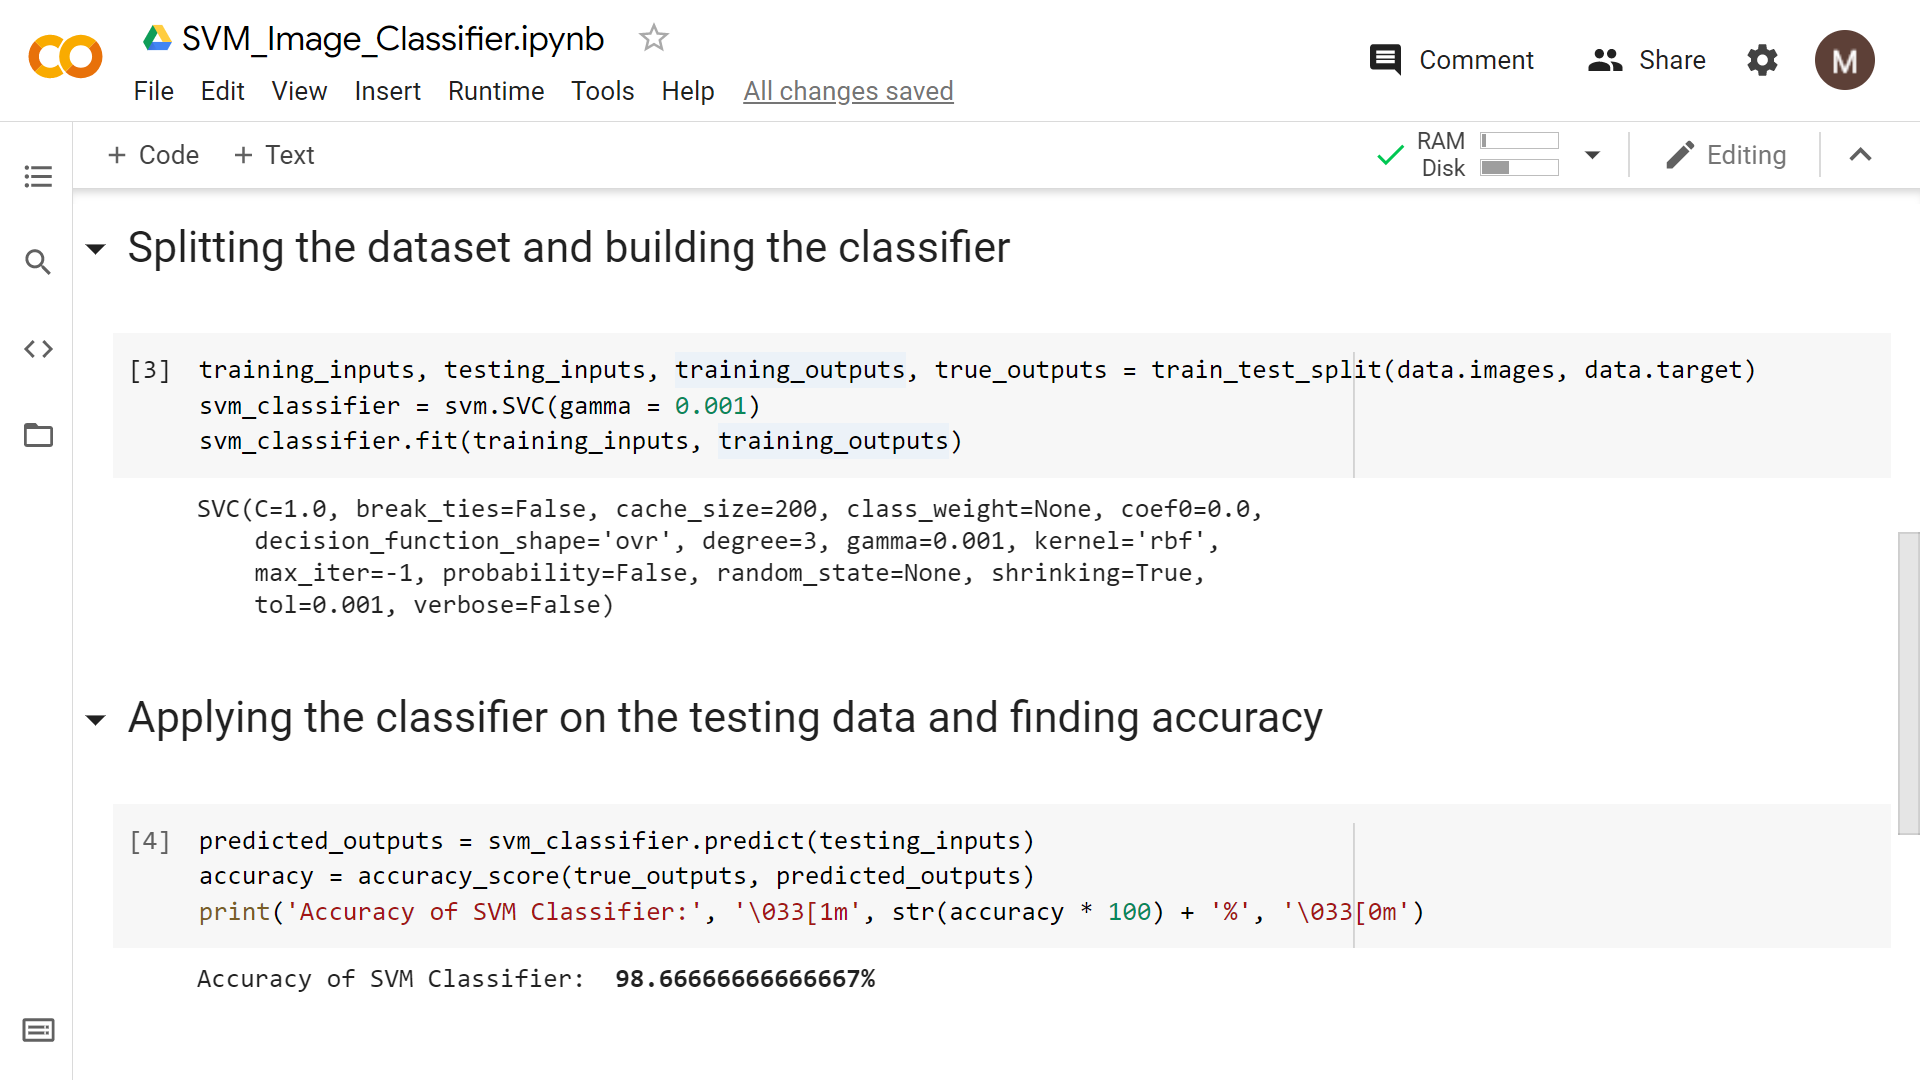 SVM_Image_Classifier.ipynb
File Edit View Insert Runtime Tools Help All changes saved
Comment Share M
+ Code + Text
RAM
Disk
Editing
Splitting the dataset and building the classifier
[3] training_inputs, testing_inputs, training_outputs, true_outputs = train_test_split(data.images, data.target)
svm_classifier = svm.SVC(gamma = 0.001)
svm_classifier.fit(training_inputs, training_outputs)
SVC(C=1.0, break_ties=False, cache_size=200, class_weight=None, coef0=0.0,
decision_function_shape='ovr', degree=3, gamma=0.001, kernel='rbf',
max_iter=-1, probability=False, random_state=None, shrinking=True,
tol=0.001, verbose=False)
Applying the classifier on the testing data and finding accuracy
[4] predicted_outputs = svm_classifier.predict(testing_inputs)
accuracy = accuracy_score(true_outputs, predicted_outputs)
print('Accuracy of SVM Classifier:', '\033[1m', str(accuracy * 100) + '%', '\033[0m')
Accuracy of SVM Classifier: 98.66666666666667%